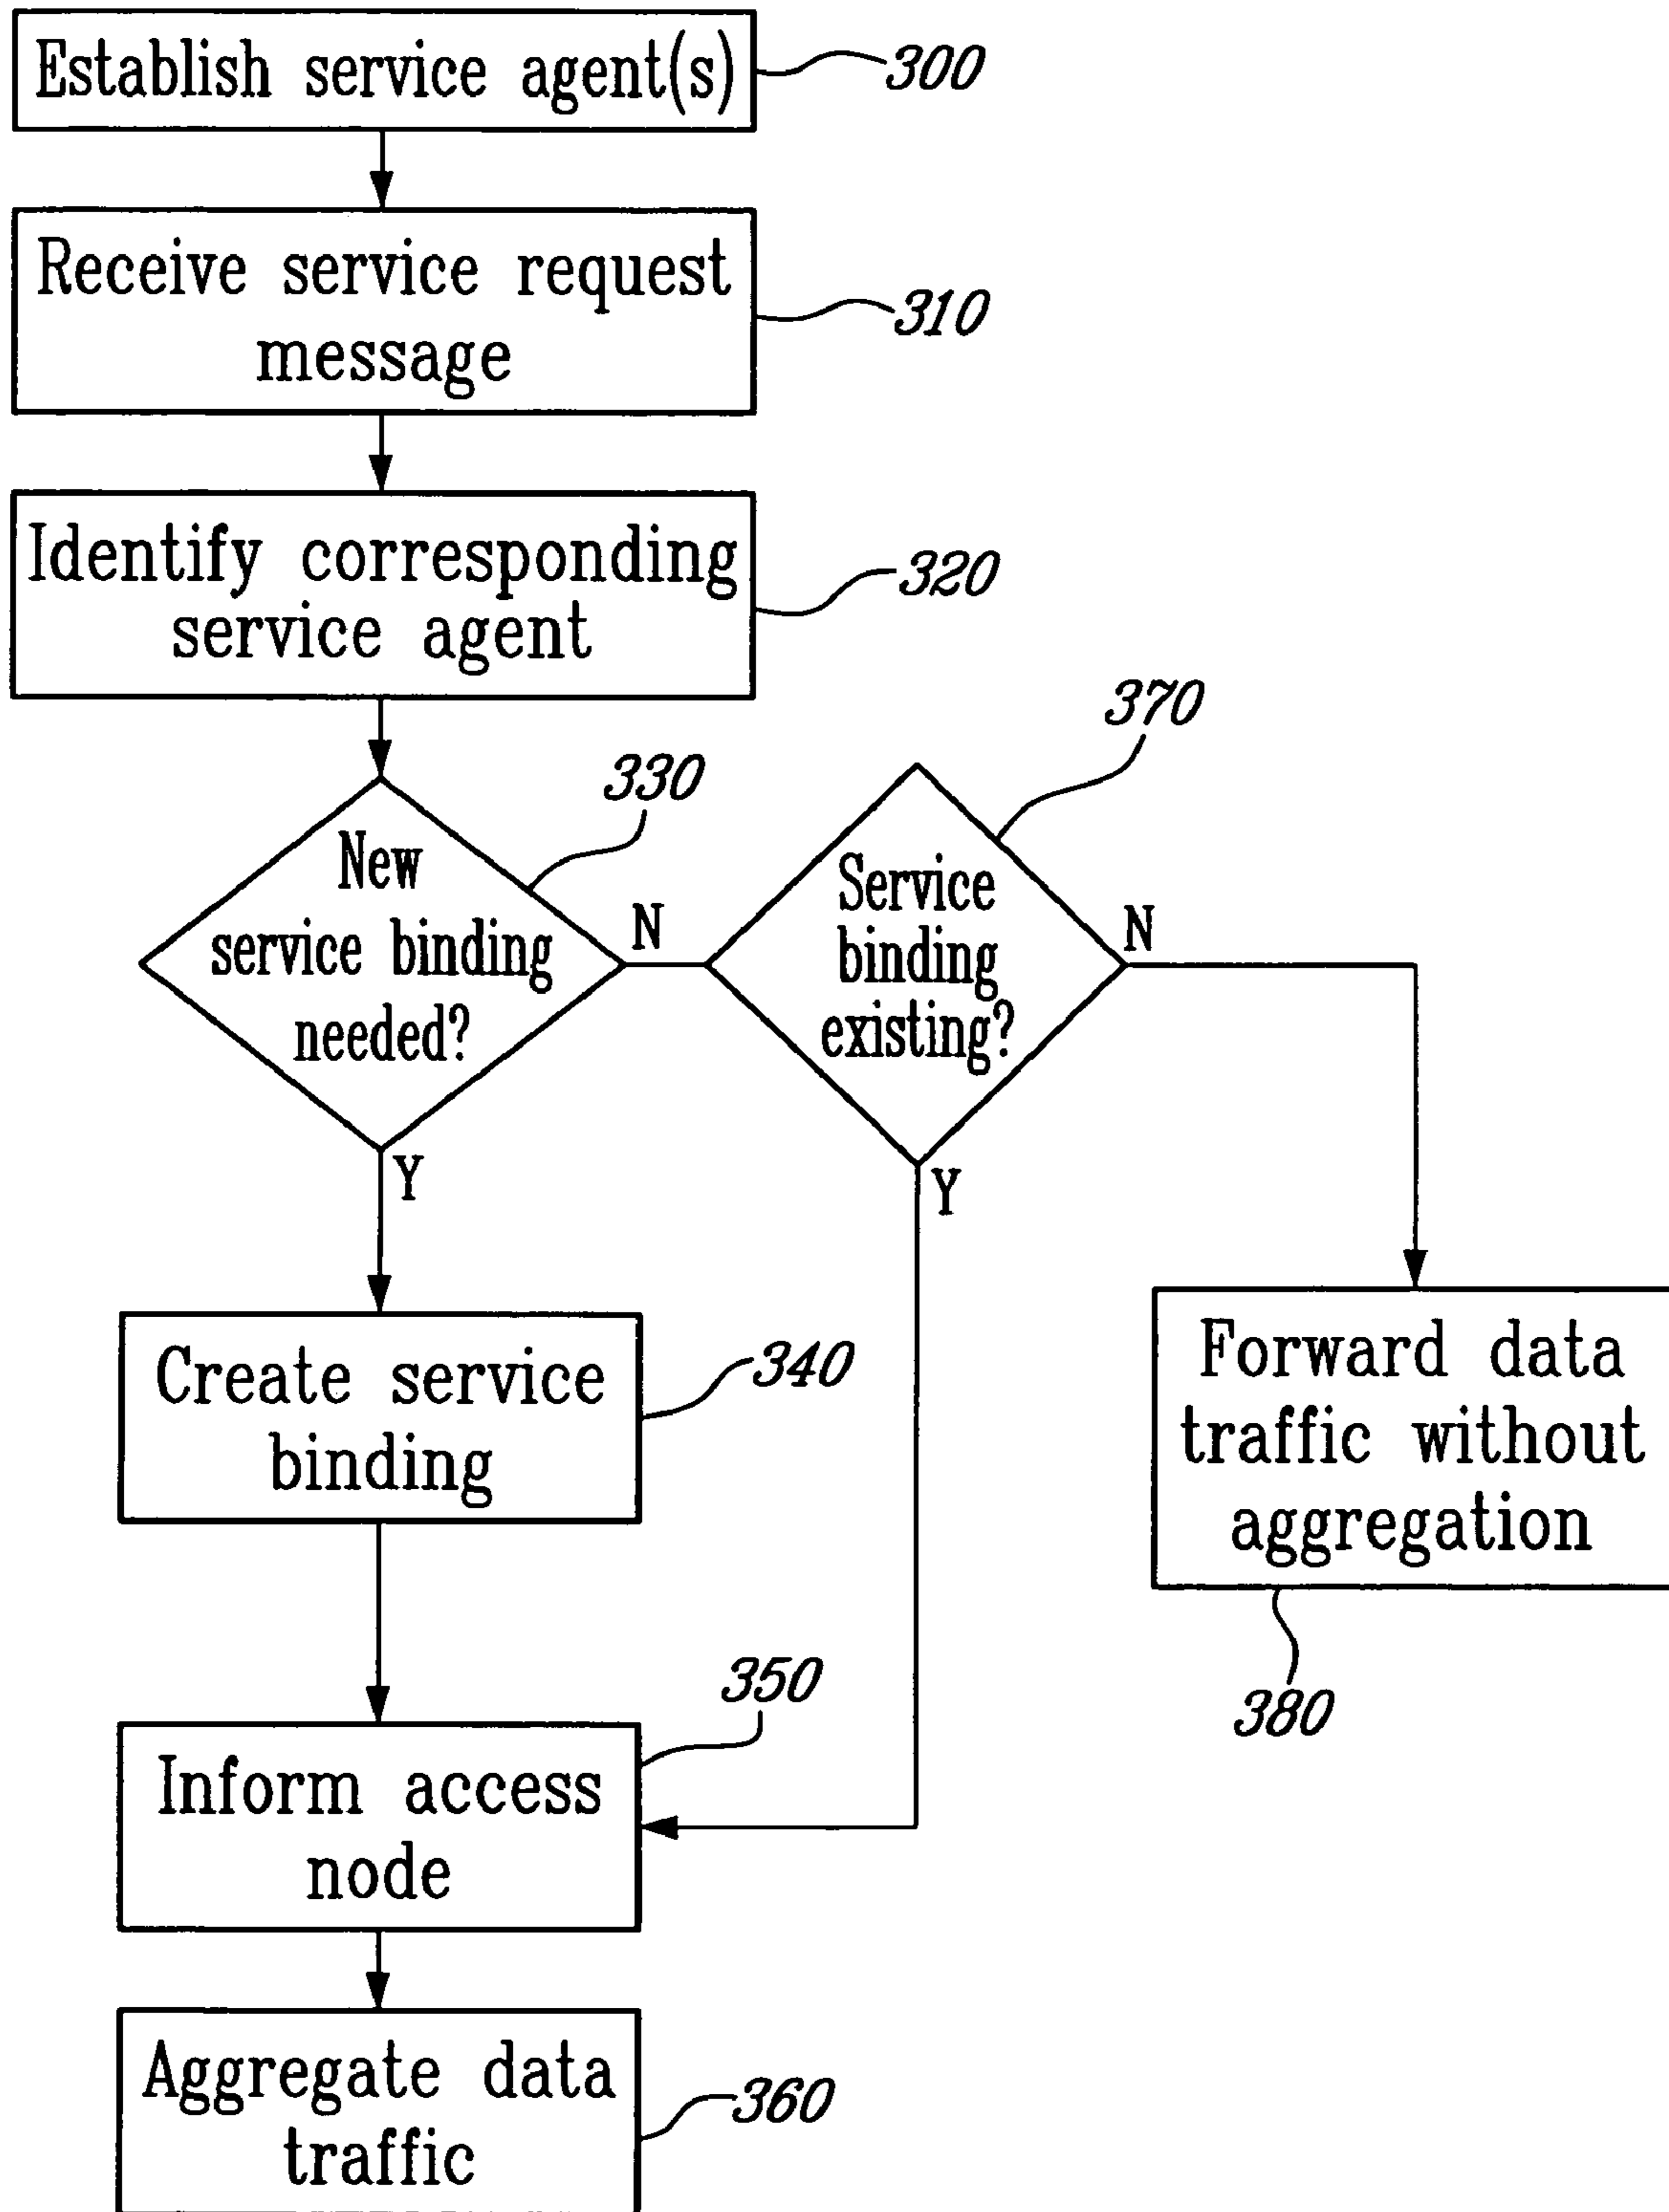 Establish service agent(s)
300
Receive service request
message
310
Identify corresponding
service agent
320
370
330
New
service binding
needed?
N
Service
binding
existing?
N
Y
Y
Create service
binding
340
Forward data
traffic without
aggregation
350
380
Inform access
node
Aggregate data
traffic
360